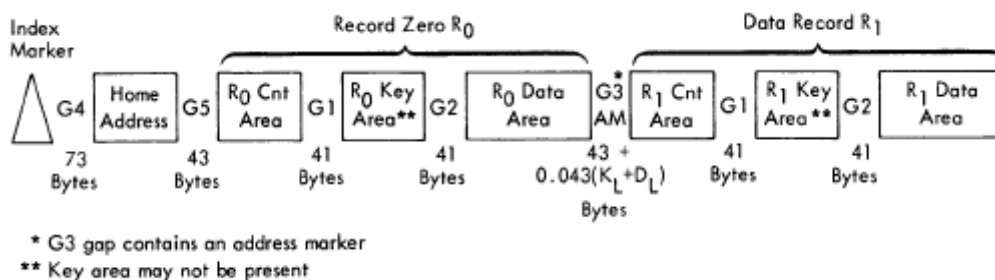 Index
Marker
Record Zero R0
Data Record R1
G4
Home
Address
G5
R0 Cnt
Area
G1
R0 Key
Area**
G2
R0 Data
Area
G3*
AM
R1 Cnt
Area
G1
R1 Key
Area**
G2
R1 Data
Area
73
Bytes
43
Bytes
41
Bytes
41
Bytes
43 +
0.043(KL+DL)
Bytes
41
Bytes
41
Bytes
* G3 gap contains an address marker
** Key area may not be present